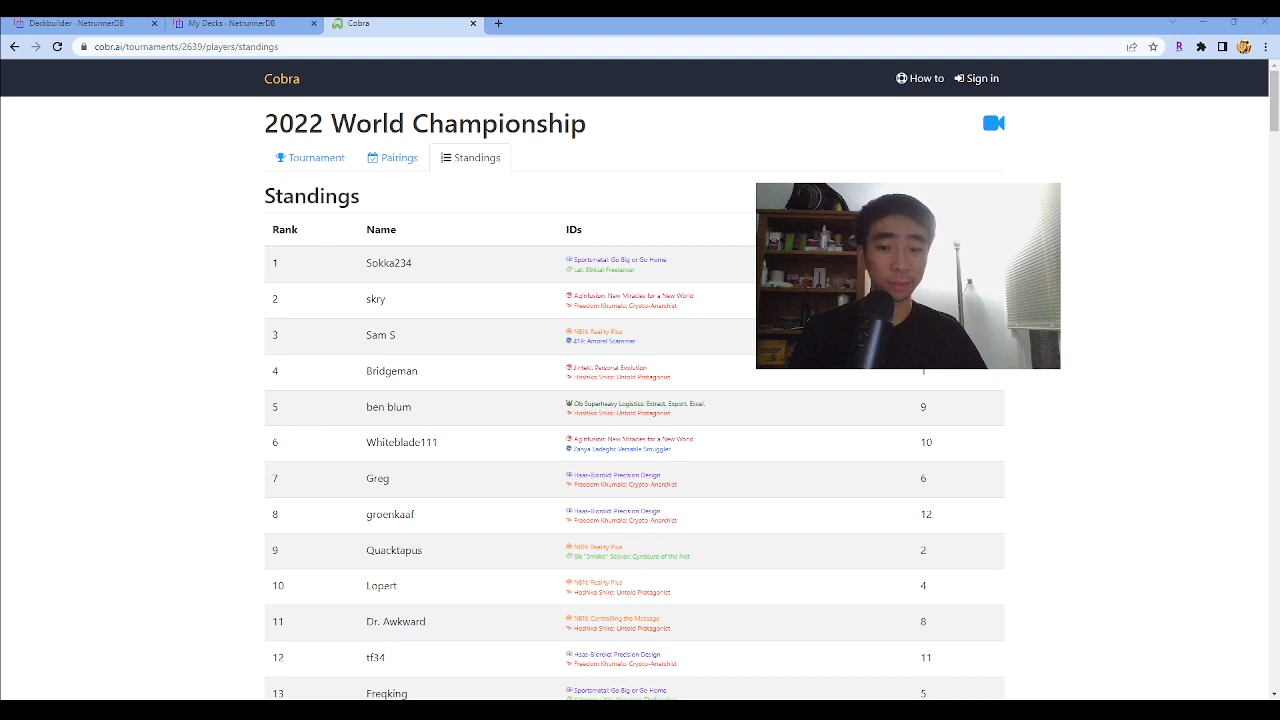 Deckbuilder · NetrunnerDB
My Decks · NetrunnerDB
Cobra
cobr.ai/tournaments/2639/players/standings
Cobra
How to
Sign in
2022 World Championship
Tournament
Pairings
Standings
Standings
Rank Name IDs
1 Sokka234 Sportsmetal: Go Big or Go Home
Lat: Ethical Freelancer
2 skry AgInfusion: New Miracles for a New World
Freedom Khumalo: Crypto-Anarchist
3 Sam S NBN: Reality Plus
419: Amoral Scammer
4 Bridgeman Jinteki: Personal Evolution
Hoshiko Shiro: Untold Protagonist
5 ben blum Ob Superheavy Logistics: Extract. Export. Excel. 9
Hoshiko Shiro: Untold Protagonist
6 Whiteblade111 AgInfusion: New Miracles for a New World 10
Zahya Sadeghi: Versatile Smuggler
7 Greg Haas-Bioroid: Precision Design 6
Freedom Khumalo: Crypto-Anarchist
8 groenkaaf Haas-Bioroid: Precision Design 12
Freedom Khumalo: Crypto-Anarchist
9 Quacktapus NBN: Reality Plus 2
Ele "Smoke" Scovak: Cynosure of the Net
10 Lopert NBN: Reality Plus 4
Hoshiko Shiro: Untold Protagonist
11 Dr. Awkward NBN: Controlling the Message 8
Hoshiko Shiro: Untold Protagonist
12 tf34 Haas-Bioroid: Precision Design 11
Freedom Khumalo: Crypto-Anarchist
13 Freqking Sportsmetal: Go Big or Go Home 5